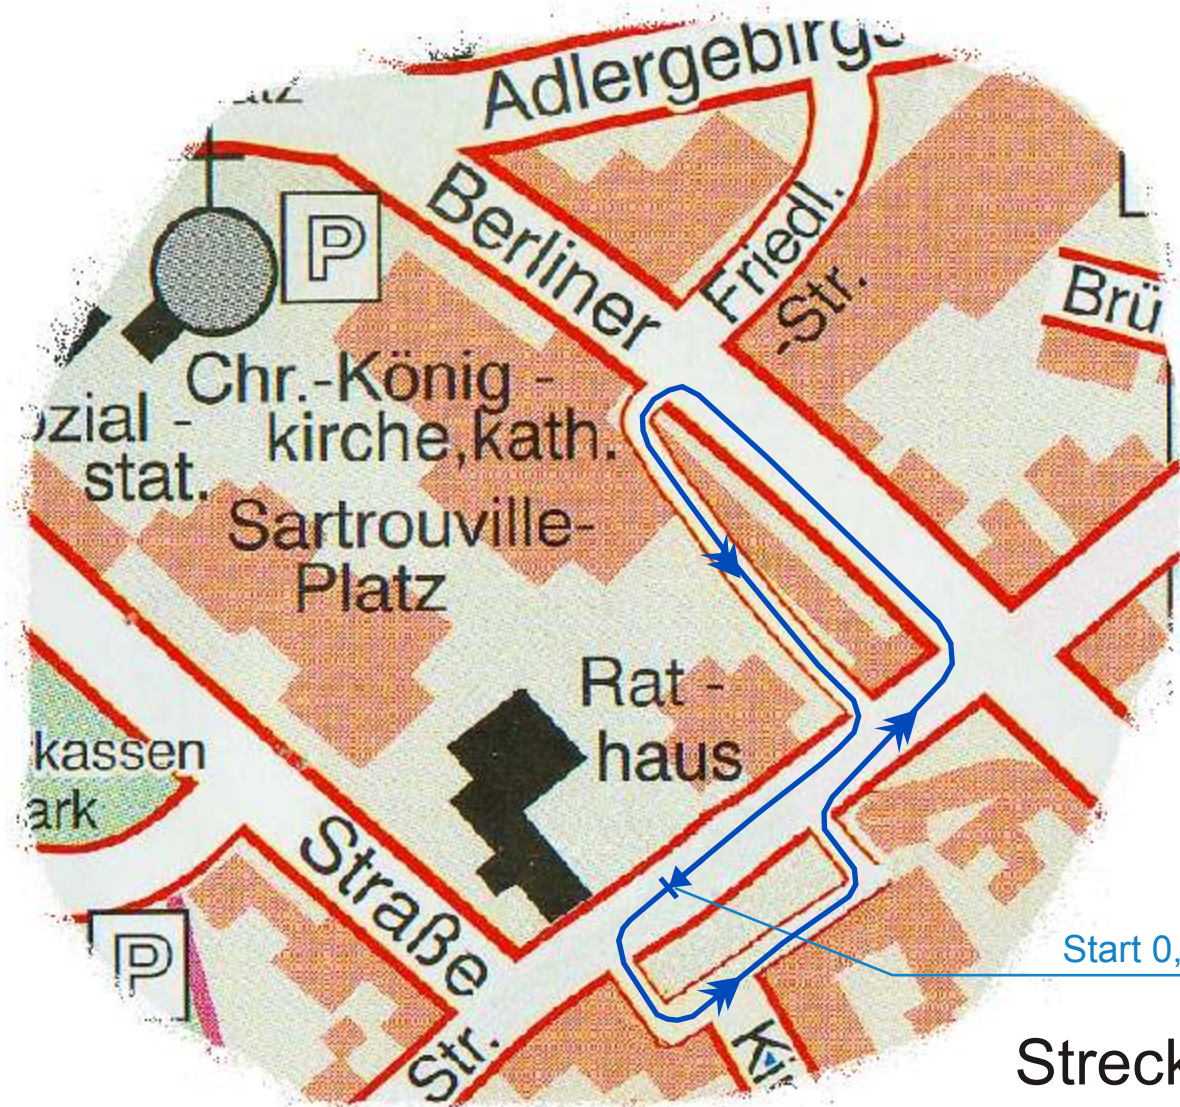 Adlergebirgs
P
Berliner
Friedl.
-Str.
Brü
Chr.-König -
kirche,kath.
ozial -
stat.
Sartrouville-
Platz
Rat -
haus
kassen
ark
Straße
P
Str.
Start 0,
Streck